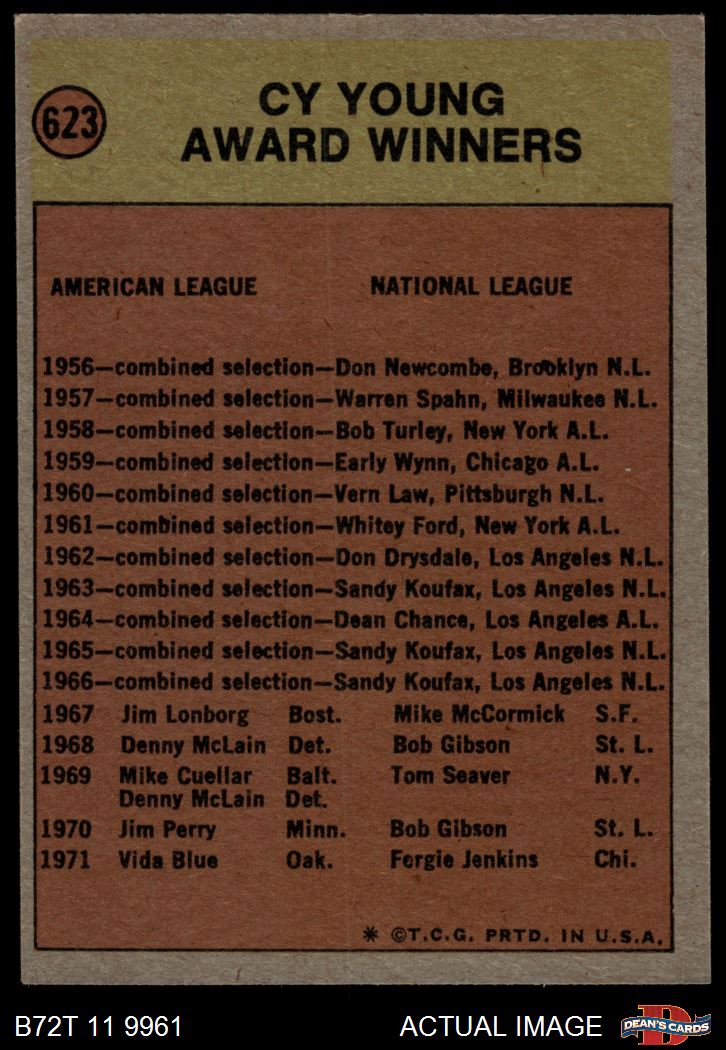 623
CY YOUNG
AWARD WINNERS
AMERICAN LEAGUE NATIONAL LEAGUE
1956—combined selection—Don Newcombe, Brooklyn N.L.
1957—combined selection—Warren Spahn, Milwaukee N.L.
1958—combined selection—Bob Turley, New York A.L.
1959—combined selection—Early Wynn, Chicago A.L.
1960—combined selection—Vern Law, Pittsburgh N.L.
1961—combined selection—Whitey Ford, New York A.L.
1962—combined selection—Don Drysdale, Los Angeles N.L.
1963—combined selection—Sandy Koufax, Los Angeles N.L.
1964—combined selection—Dean Chance, Los Angeles A.L.
1965—combined selection—Sandy Koufax, Los Angeles N.L.
1966—combined selection—Sandy Koufax, Los Angeles N.L.
1967 Jim Lonborg Bost. Mike McCormick S.F.
1968 Denny McLain Det. Bob Gibson St. L.
1969 Mike Cuellar Balt. Tom Seaver N.Y.
Denny McLain Det.
1970 Jim Perry Minn. Bob Gibson St. L.
1971 Vida Blue Oak. Fergie Jenkins Chi.
* ©T.C.G. PRTD. IN U.S.A.
B72T 11 9961 ACTUAL IMAGE DEAN'S CARDS